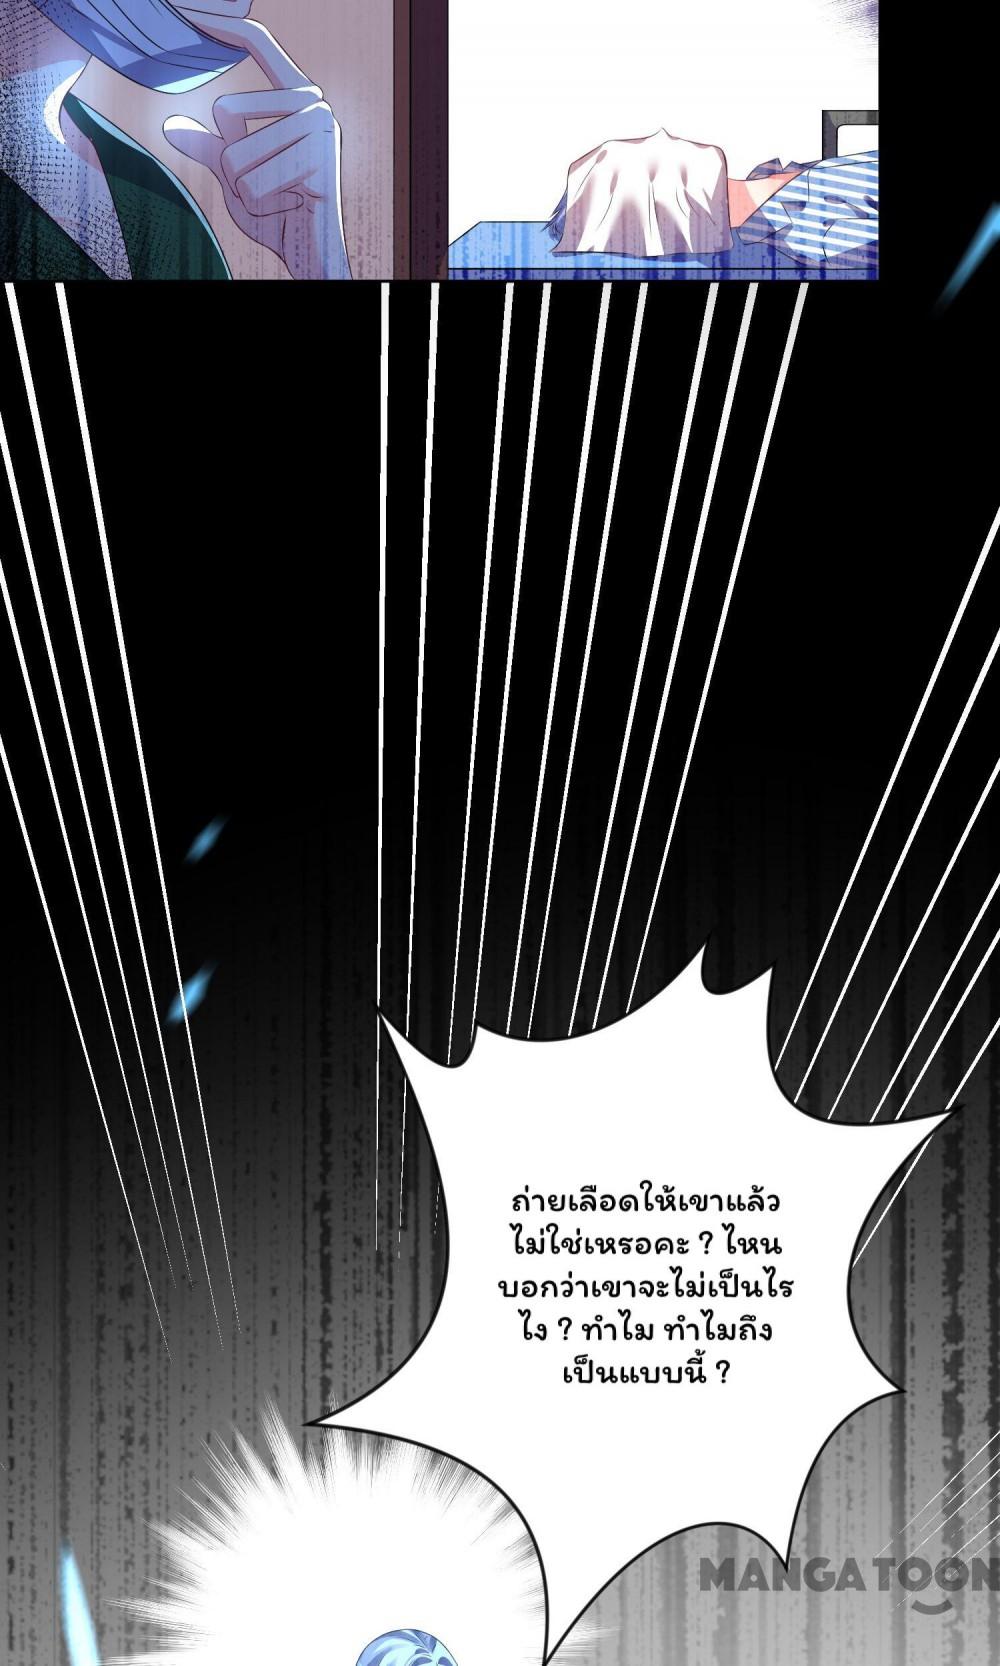 ถ่ายเลือดให้เขาแล้ว
ไม่ใช่เหรอคะ ? ไหน
บอกว่าเขาจะไม่เป็นไร
ไง ? ทำไม ทำไมถึง
เป็นแบบนี้ ?
MANGA TOON